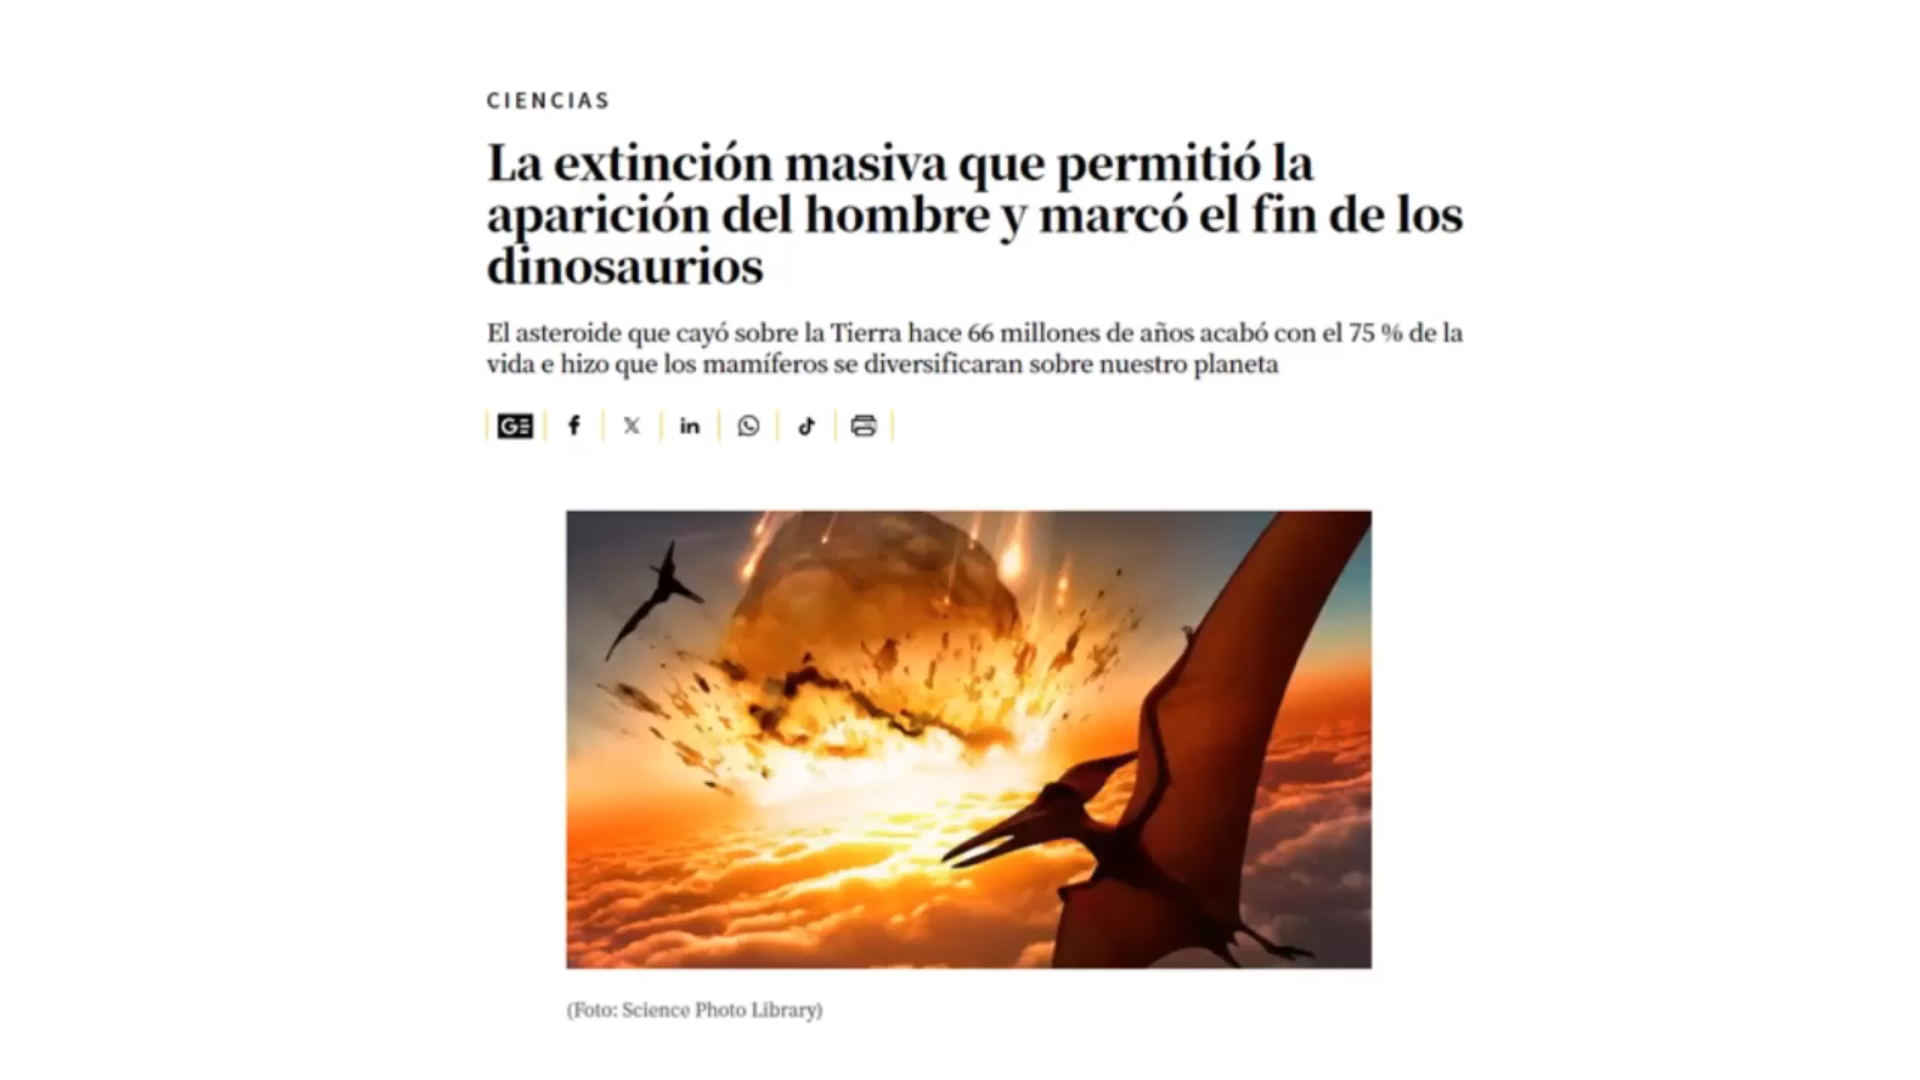 CIENCIAS
La extinción masiva que permitió la
aparición del hombre y marcó el fin de los
dinosaurios
El asteroide que cayó sobre la Tierra hace 66 millones de años acabó con el 75 % de la
vida e hizo que los mamíferos se diversificaran sobre nuestro planeta
(Foto: Science Photo Library)